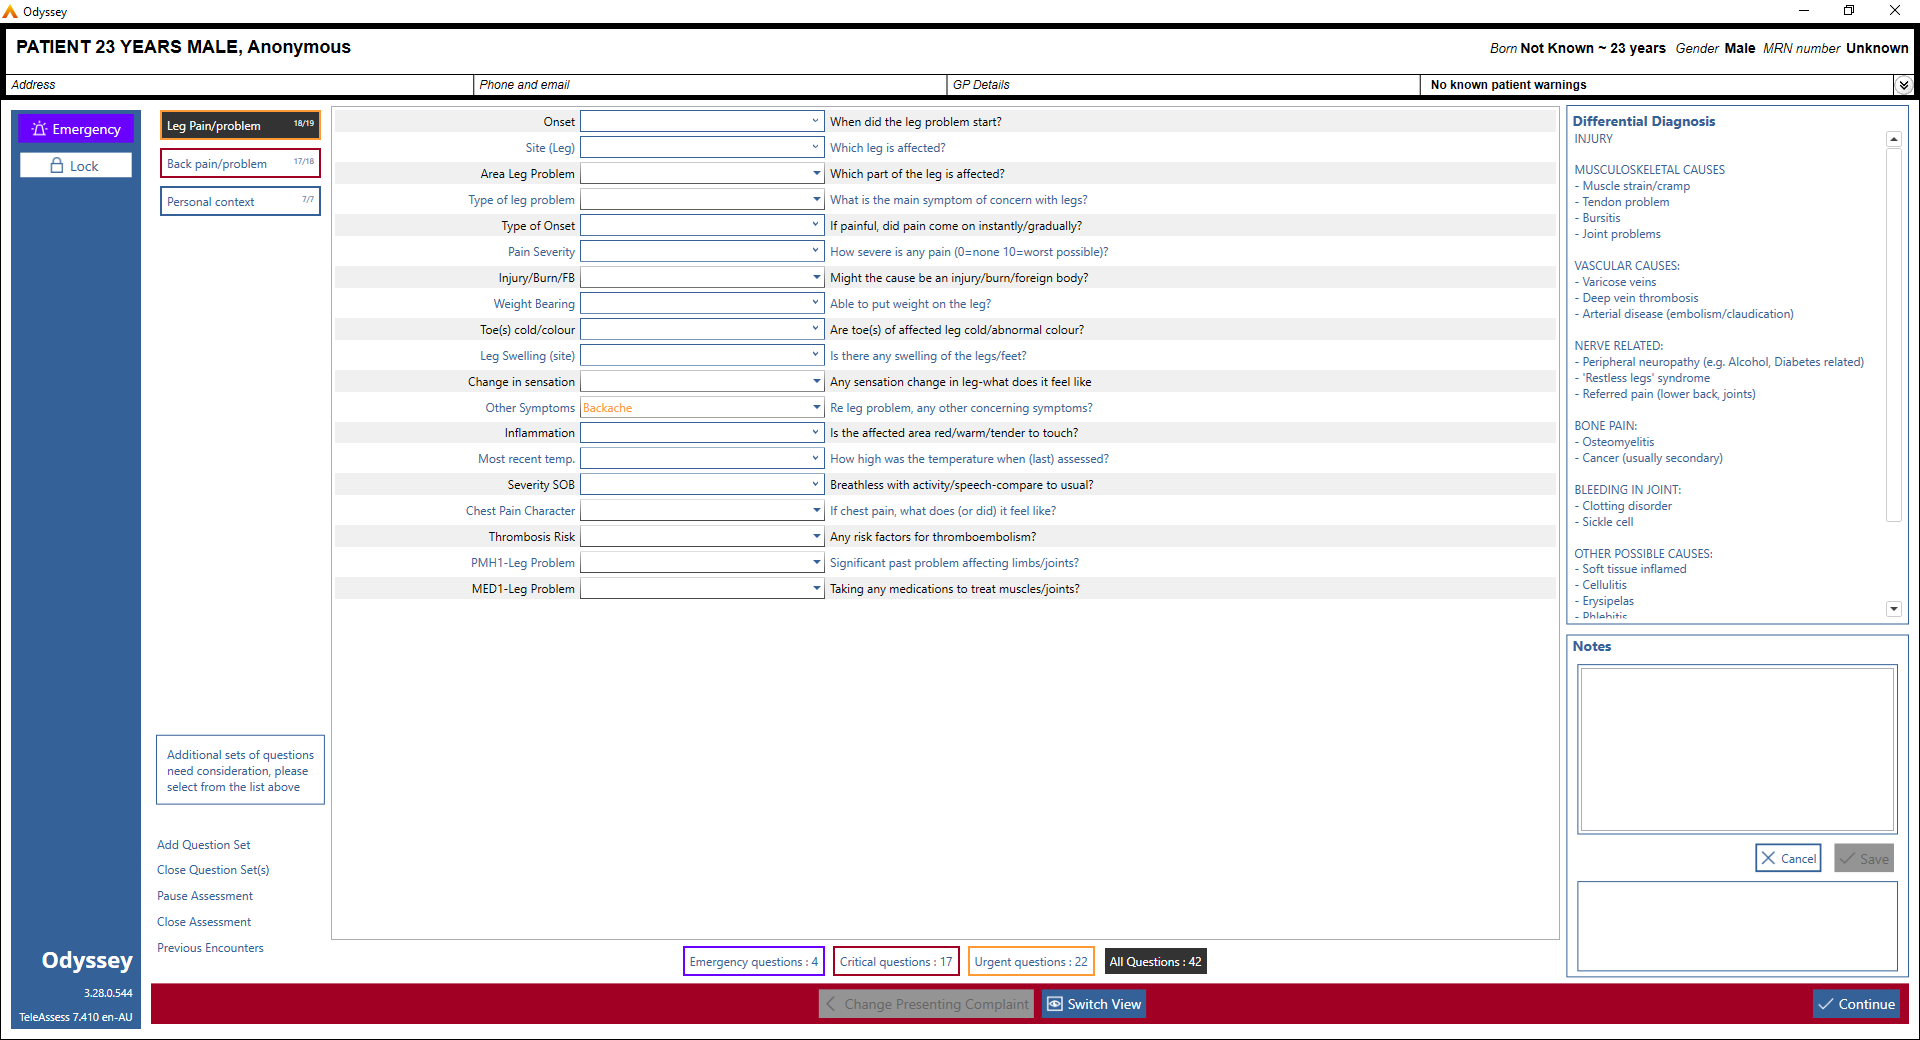 Odyssey
PATIENT 23 YEARS MALE, Anonymous
Born Not Known ~ 23 years Gender Male MRN number Unknown
Address
Phone and email
GP Details
No known patient warnings
Emergency
Lock
Leg Pain/problem 18/19
Back pain/problem 17/18
Personal context 7/7
Onset When did the leg problem start?
Site (Leg) Which leg is affected?
Area Leg Problem Which part of the leg is affected?
Type of leg problem What is the main symptom of concern with legs?
Type of Onset If painful, did pain come on instantly/gradually?
Pain Severity How severe is any pain (0=none 10=worst possible)?
Injury/Burn/FB Might the cause be an injury/burn/foreign body?
Weight Bearing Able to put weight on the leg?
Toe(s) cold/colour Are toe(s) of affected leg cold/abnormal colour?
Leg Swelling (site) Is there any swelling of the legs/feet?
Change in sensation Any sensation change in leg-what does it feel like
Other Symptoms Backache Re leg problem, any other concerning symptoms?
Inflammation Is the affected area red/warm/tender to touch?
Most recent temp. How high was the temperature when (last) assessed?
Severity SOB Breathless with activity/speech-compare to usual?
Chest Pain Character If chest pain, what does (or did) it feel like?
Thrombosis Risk Any risk factors for thromboembolism?
PMH1-Leg Problem Significant past problem affecting limbs/joints?
MED1-Leg Problem Taking any medications to treat muscles/joints?
Differential Diagnosis
INJURY
MUSCULOSKELETAL CAUSES
- Muscle strain/cramp
- Tendon problem
- Bursitis
- Joint problems
VASCULAR CAUSES:
- Varicose veins
- Deep vein thrombosis
- Arterial disease (embolism/claudication)
NERVE RELATED:
- Peripheral neuropathy (e.g. Alcohol, Diabetes related)
- 'Restless legs' syndrome
- Referred pain (lower back, joints)
BONE PAIN:
- Osteomyelitis
- Cancer (usually secondary)
BLEEDING IN JOINT:
- Clotting disorder
- Sickle cell
OTHER POSSIBLE CAUSES:
- Soft tissue inflamed
- Cellulitis
- Erysipelas
- Phlebitis
Notes
Cancel
Save
Additional sets of questions
need consideration, please
select from the list above
Add Question Set
Close Question Set(s)
Pause Assessment
Close Assessment
Previous Encounters
Odyssey
3.28.0.544
TeleAssess 7.410 en-AU
Emergency questions : 4
Critical questions : 17
Urgent questions : 22
All Questions : 42
Change Presenting Complaint
Switch View
Continue